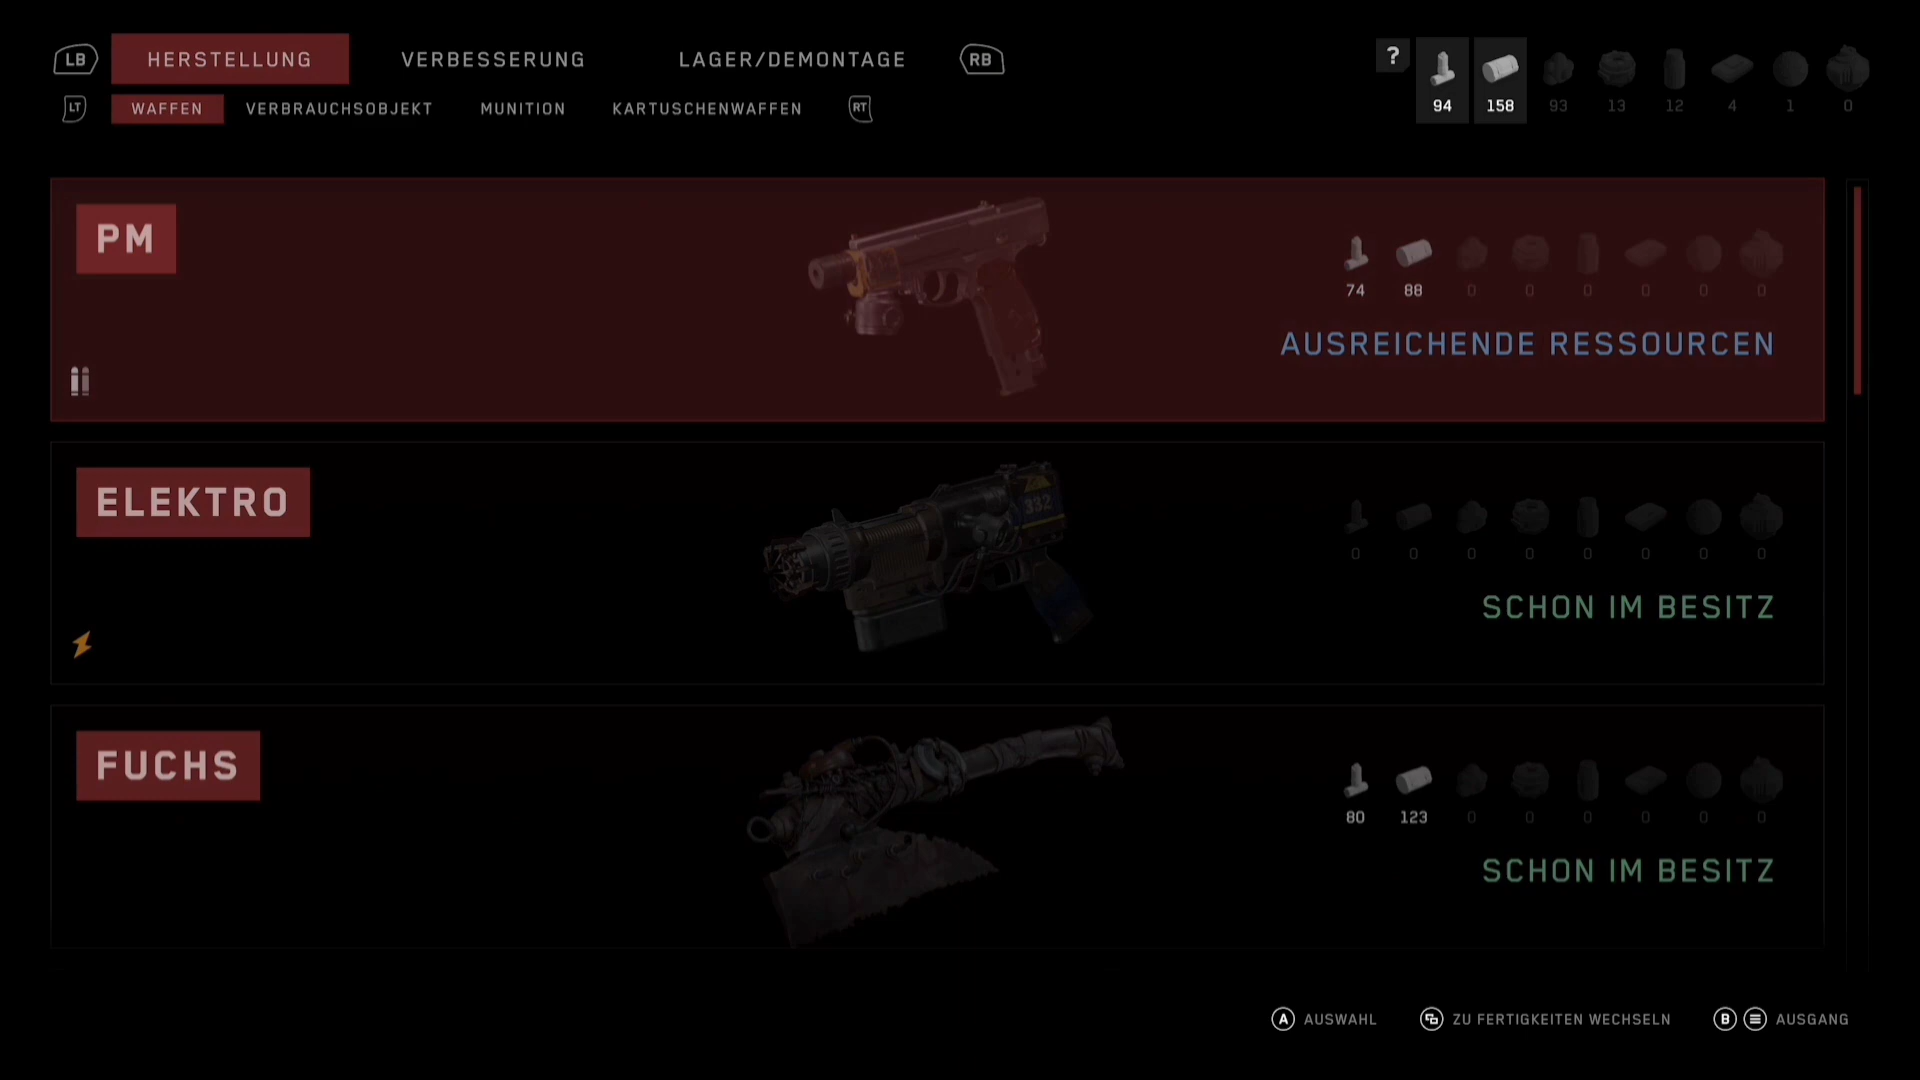 LB HERSTELLUNG VERBESSERUNG LAGER/DEMONTAGE RB
LT WAFFEN VERBRAUCHSOBJEKT MUNITION KARTUSCHENWAFFEN RT
?
94 158 93 13 12 4 1 0
PM
74 88 0 0 0 0 0 0
AUSREICHENDE RESSOURCEN
ELEKTRO
332
0 0 0 0 0 0 0 0
SCHON IM BESITZ
FUCHS
80 123 0 0 0 0 0 0
SCHON IM BESITZ
A AUSWAHL ZU FERTIGKEITEN WECHSELN B AUSGANG